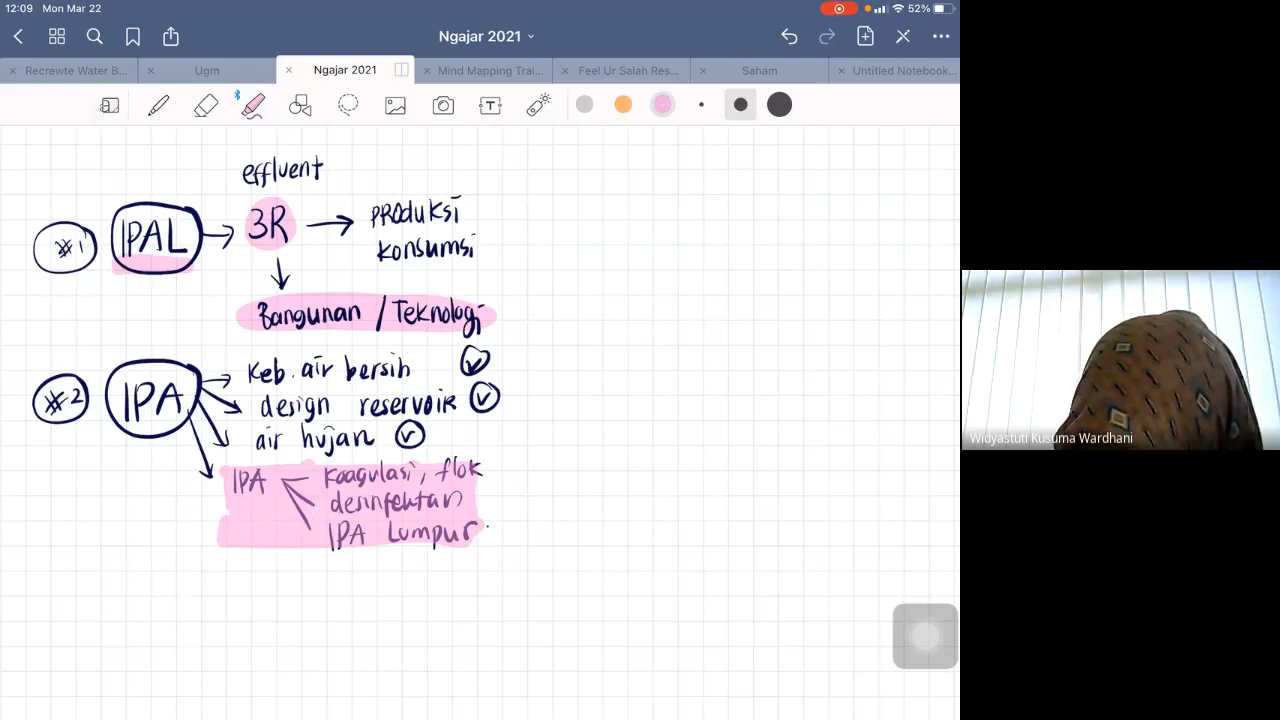 12:09 Mon Mar 22
52%
Ngajar 2021
Recrewte Water B...
Ugm
Ngajar 2021
Mind Mapping Trai...
Feel Ur Salah Res...
Saham
Untitled Notebook...
effluent
#1
IPAL
3R
PRODUKSI
KONSUMSI
Bangunan / Teknologi
#2
IPA
Keb. air bersih
design reservoir
air hujan
IPA
Koagulasi, flok
desinfektan
IPA Lumpur
Widyastuti Kusuma Wardhani